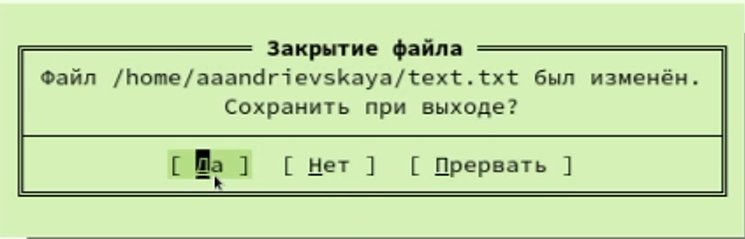 Закрытие файла
Файл /home/aaandrievskaya/text.txt был изменён.
Сохранить при выходе?
[ Да ] [ Нет ] [ Прервать ]